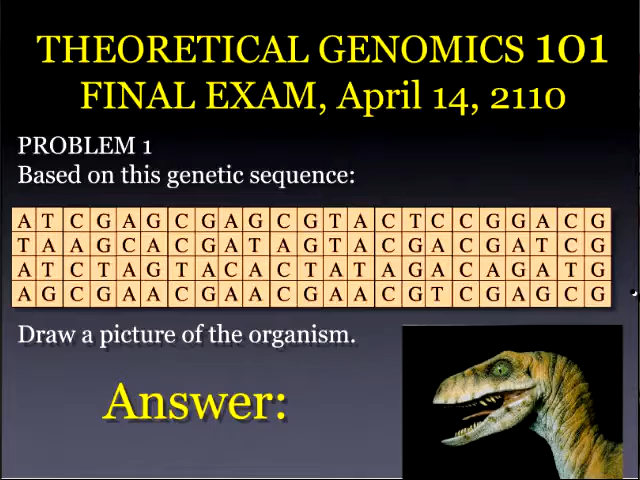 THEORETICAL GENOMICS 101
FINAL EXAM, April 14, 2110
PROBLEM 1
Based on this genetic sequence:
A T C G A G C G A G C G T A C T C C G G A C G
T A A G C A C G A T A G T A C G A C G A T C G
A T C T A G T A C A C T A T A G A C A G A T G
A G C G A A C G A A C G A A C G T C G A G C G
Draw a picture of the organism.
Answer: